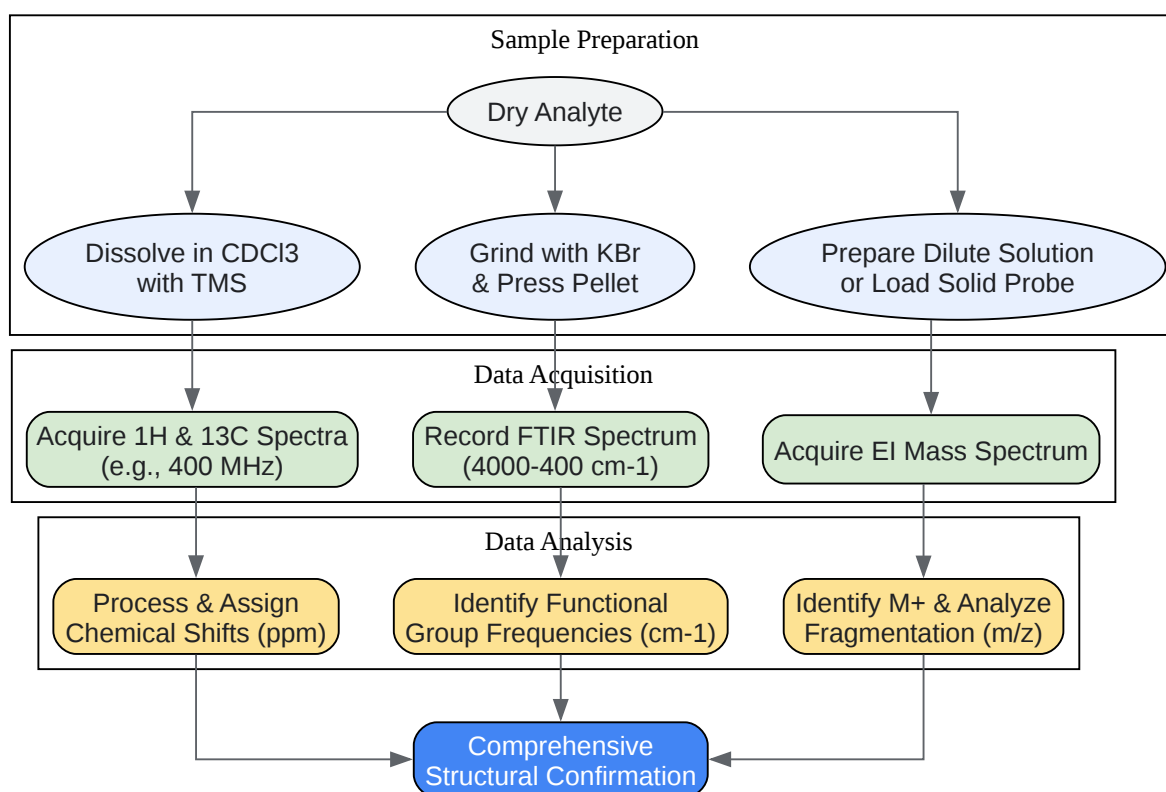 Sample Preparation
Dry Analyte
Dissolve in CDCl3
with TMS
Grind with KBr
& Press Pellet
Prepare Dilute Solution
or Load Solid Probe
Data Acquisition
Acquire 1H & 13C Spectra
(e.g., 400 MHz)
Record FTIR Spectrum
(4000-400 cm-1)
Acquire EI Mass Spectrum
Data Analysis
Process & Assign
Chemical Shifts (ppm)
Identify Functional
Group Frequencies (cm-1)
Identify M+ & Analyze
Fragmentation (m/z)
Comprehensive
Structural Confirmation